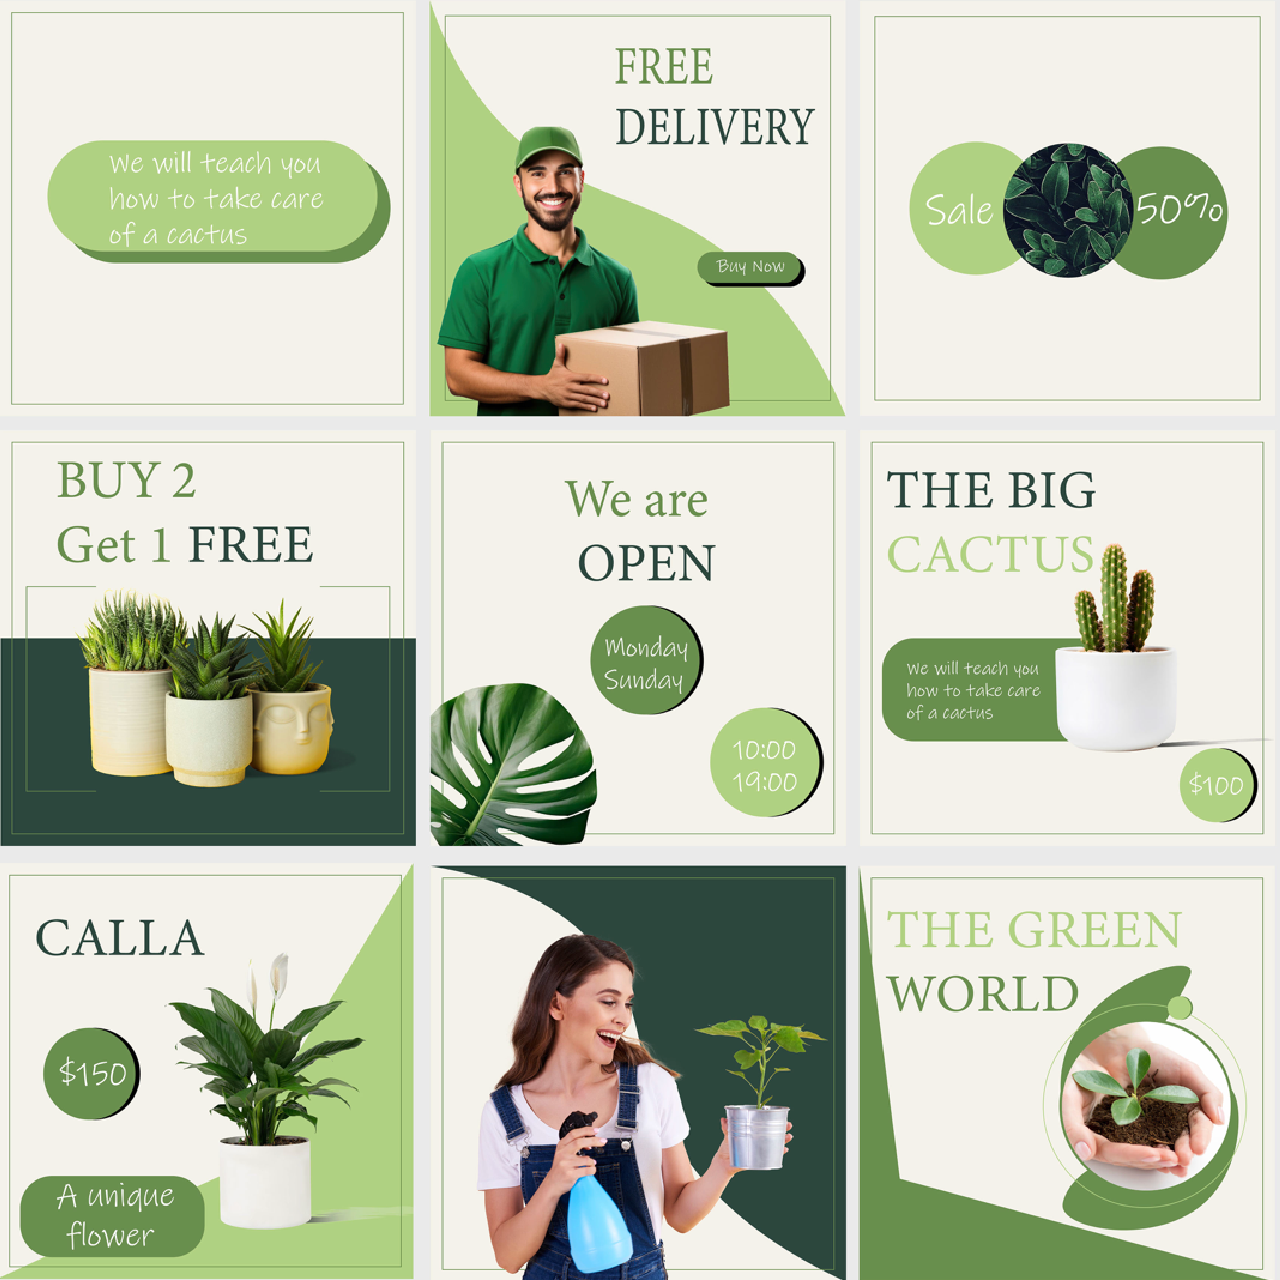 We will teach you
how to take care
of a cactus
FREE
DELIVERY
Buy Now
Sale
50%
BUY 2
Get 1 FREE
We are
OPEN
Monday
Sunday
10:00
19:00
THE BIG
CACTUS
We will teach you
how to take care
of a cactus
$100
CALLA
$150
A unique
flower
THE GREEN
WORLD